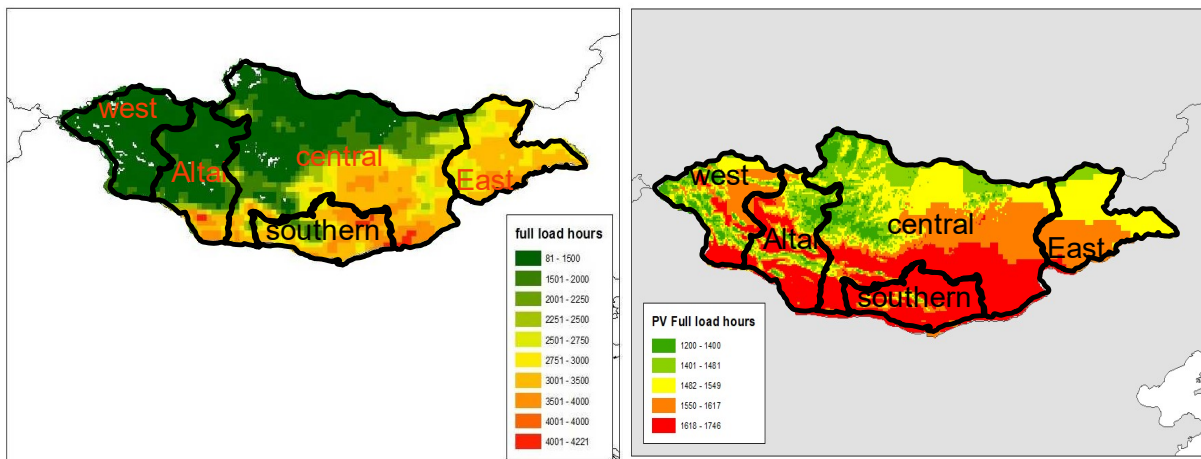 west
Altai
central
East
southern
full load hours
81 - 1500
1501 - 2000
2001 - 2250
2251 - 2500
2501 - 2750
2751 - 3000
3001 - 3500
3501 - 4000
4001 - 4000
4001 - 4221
west
Altai
central
East
southern
PV Full load hours
1200 - 1400
1401 - 1481
1482 - 1549
1550 - 1617
1618 - 1746